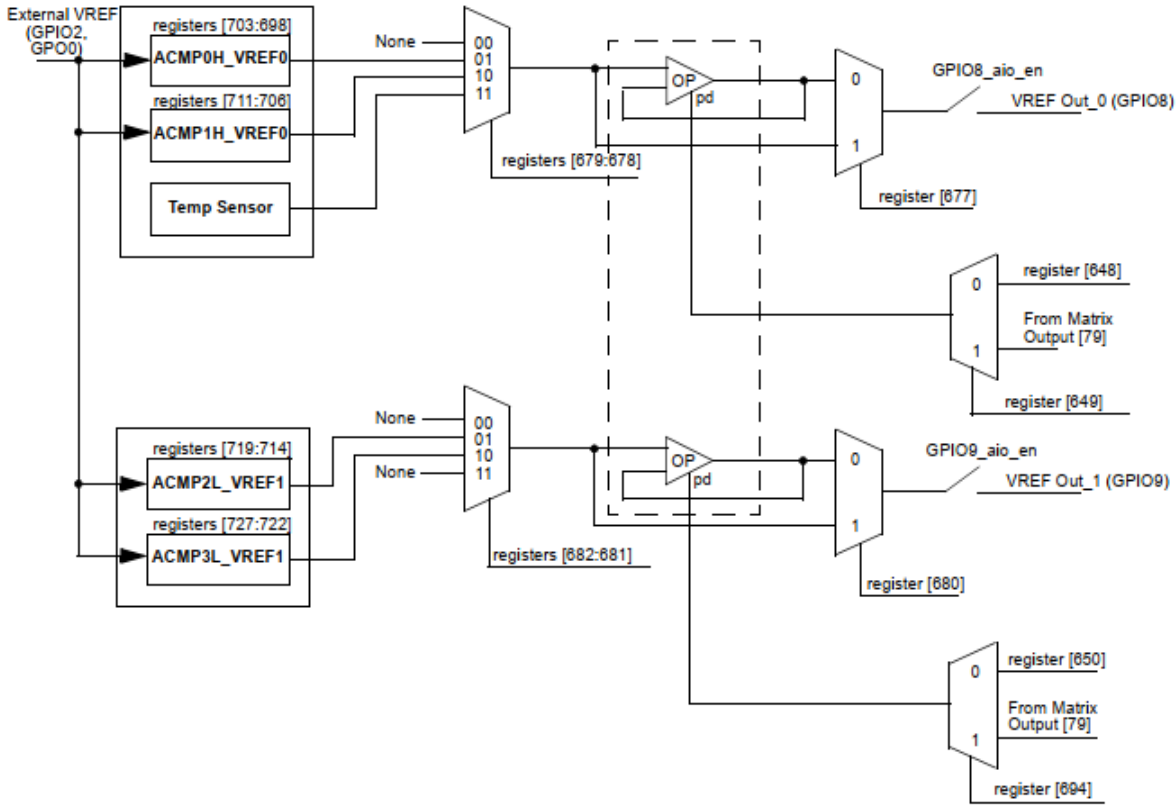 External VREF
(GPIO2,
GPO0)
registers [703:698]
ACMP0H_VREF0
registers [711:706]
ACMP1H_VREF0
Temp Sensor
None
00
01
10
11
registers [679:678]
OP
pd
0
1
register [677]
GPIO8_aio_en
VREF Out_0 (GPIO8)
0
1
register [648]
From Matrix
Output [79]
register [649]
registers [719:714]
ACMP2L_VREF1
registers [727:722]
ACMP3L_VREF1
None
None
00
01
10
11
registers [682:681]
OP
pd
0
1
register [680]
GPIO9_aio_en
VREF Out_1 (GPIO9)
0
1
register [650]
From Matrix
Output [79]
register [694]